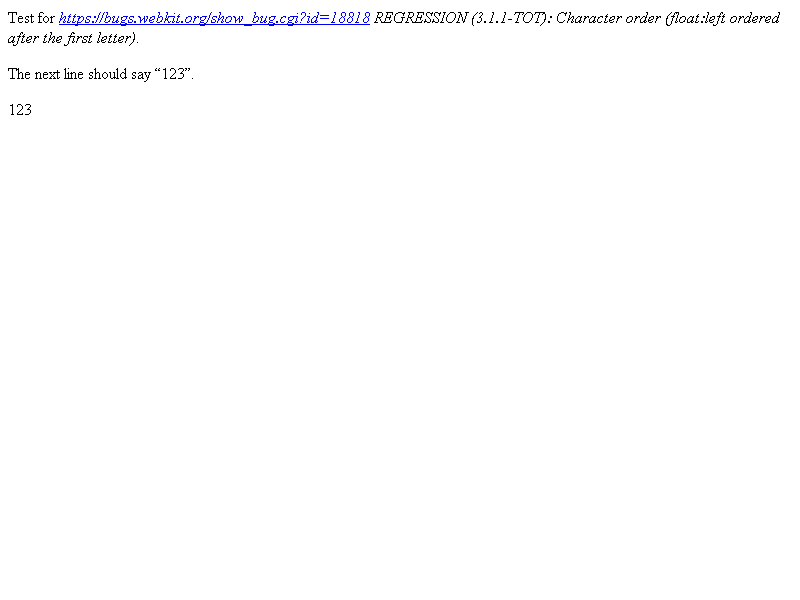 Test for https://bugs.webkit.org/show_bug.cgi?id=18818 REGRESSION (3.1.1-TOT): Character order (float:left ordered
after the first letter).
The next line should say “123”.
123